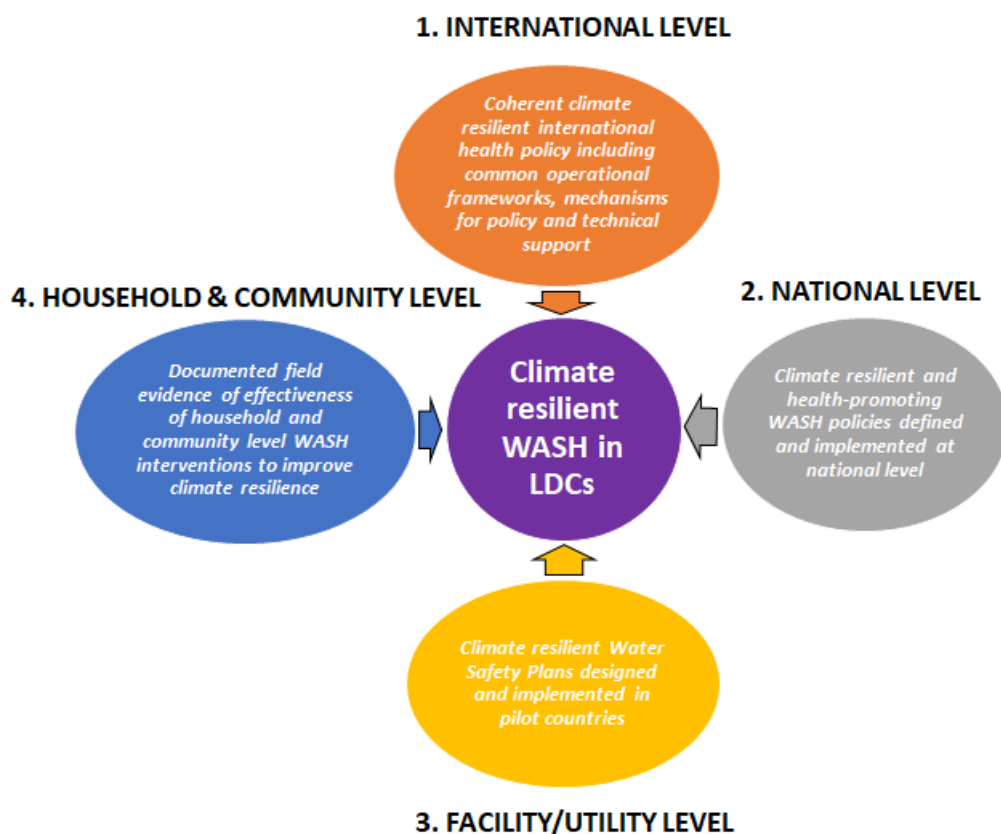 1. INTERNATIONAL LEVEL
Coherent climate
resilient international
health policy including
common operational
frameworks, mechanisms
for policy and technical
support
2. NATIONAL LEVEL
Climate resilient and
health-promoting
WASH policies defined
and implemented at
national level
3. FACILITY/UTILITY LEVEL
Climate resilient Water
Safety Plans designed
and implemented in
pilot countries
4. HOUSEHOLD & COMMUNITY LEVEL
Documented field
evidence of effectiveness
of household and
community level WASH
interventions to improve
climate resilience
Climate
resilient
WASH in
LDCs